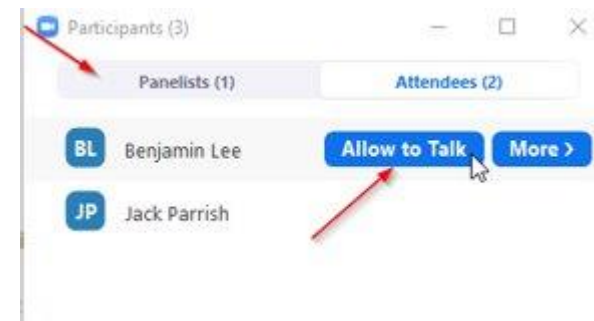 Participants (3)
Panelists (1) Attendees (2)
BL Benjamin Lee Allow to Talk More >
JP Jack Parrish